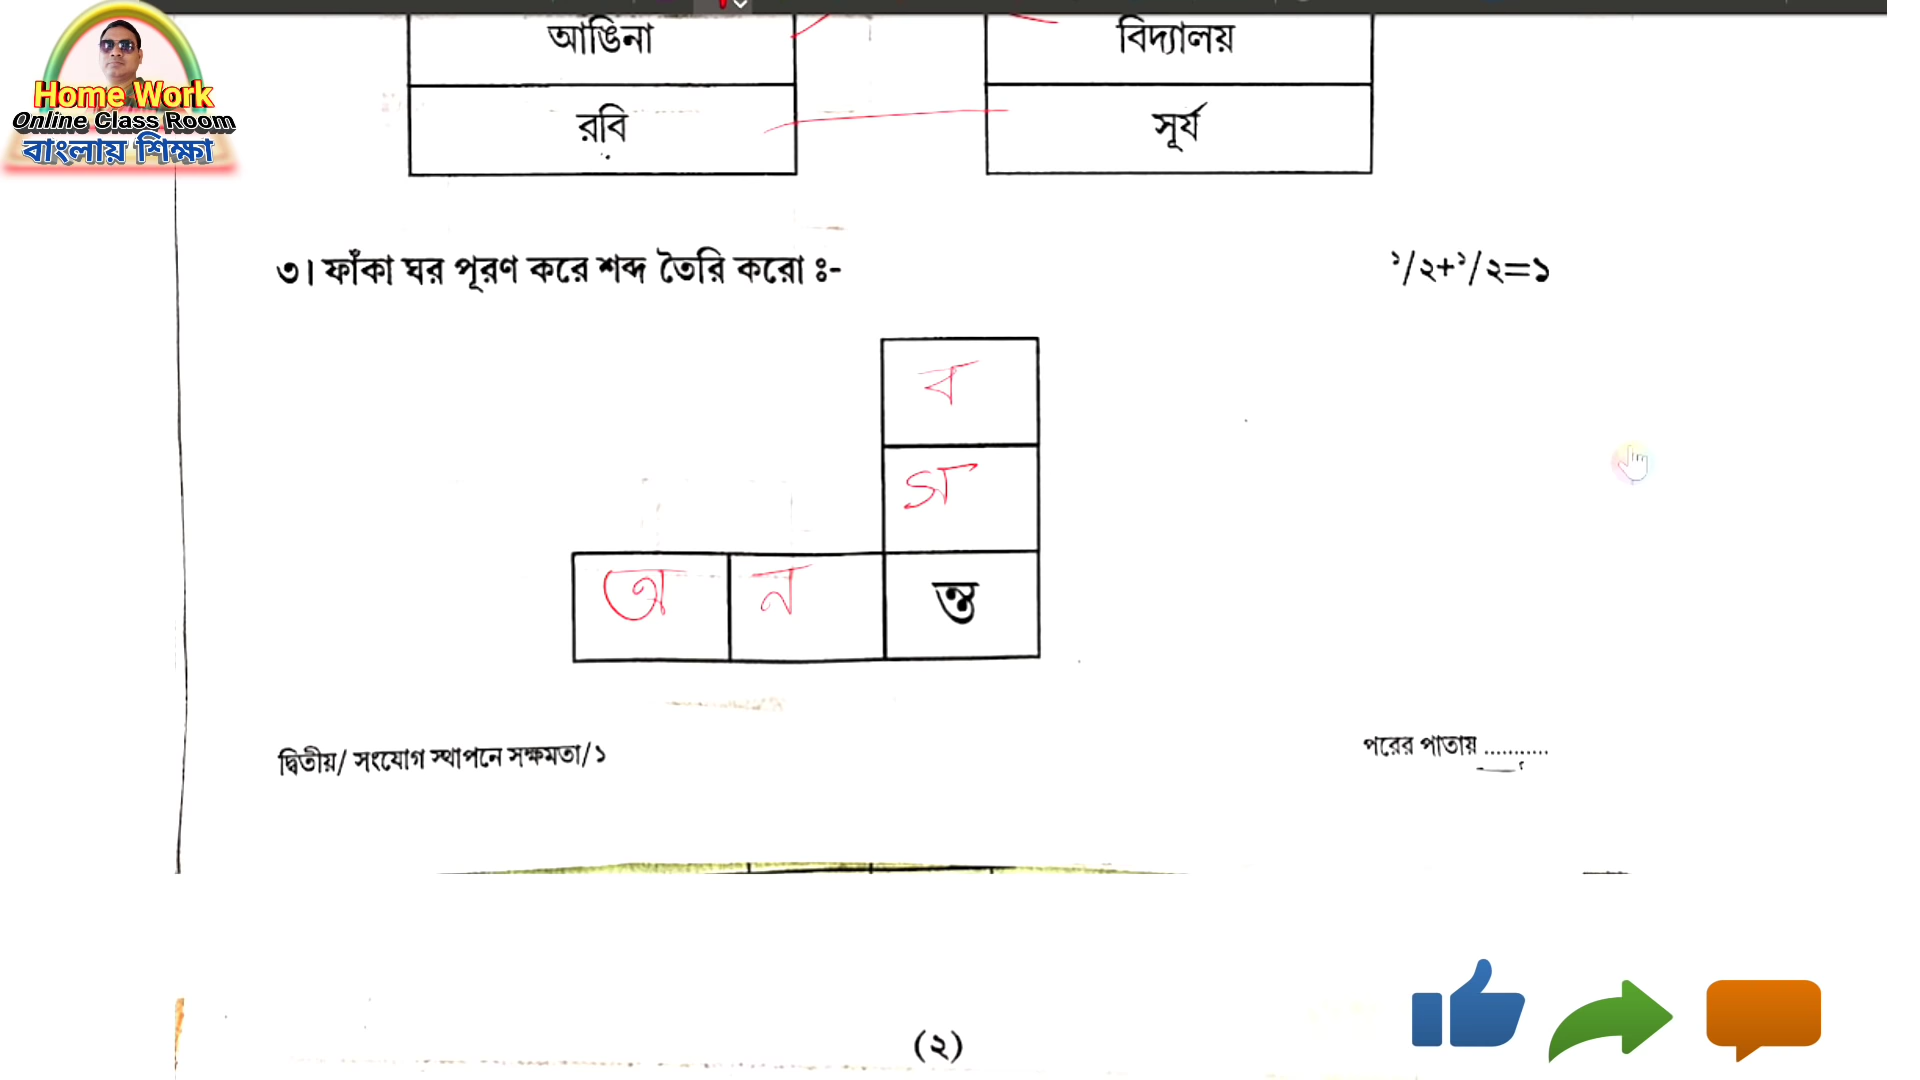 Home Work
Online Class Room
বাংলায় শিক্ষা
আঙিনা
বিদ্যালয়
রবি
সূর্য
৩। ফাঁকা ঘর পূরণ করে শব্দ তৈরি করো ঃ-
১/২+১/২=১
ব
স
অ ন ন্ত
দ্বিতীয়/ সংযোগ স্থাপনে সক্ষমতা/১
পরের পাতায় ...........
(২)